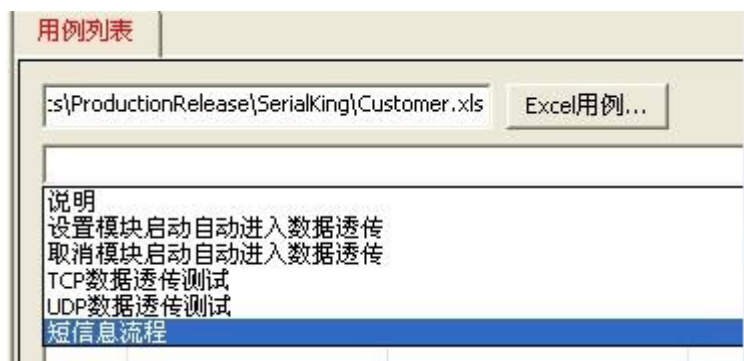 用例列表
:s\ProductionRelease\SerialKing\Customer.xls Excel用例...
说明
设置模块启动自动进入数据透传
取消模块启动自动进入数据透传
TCP数据透传测试
UDP数据透传测试
短信息流程